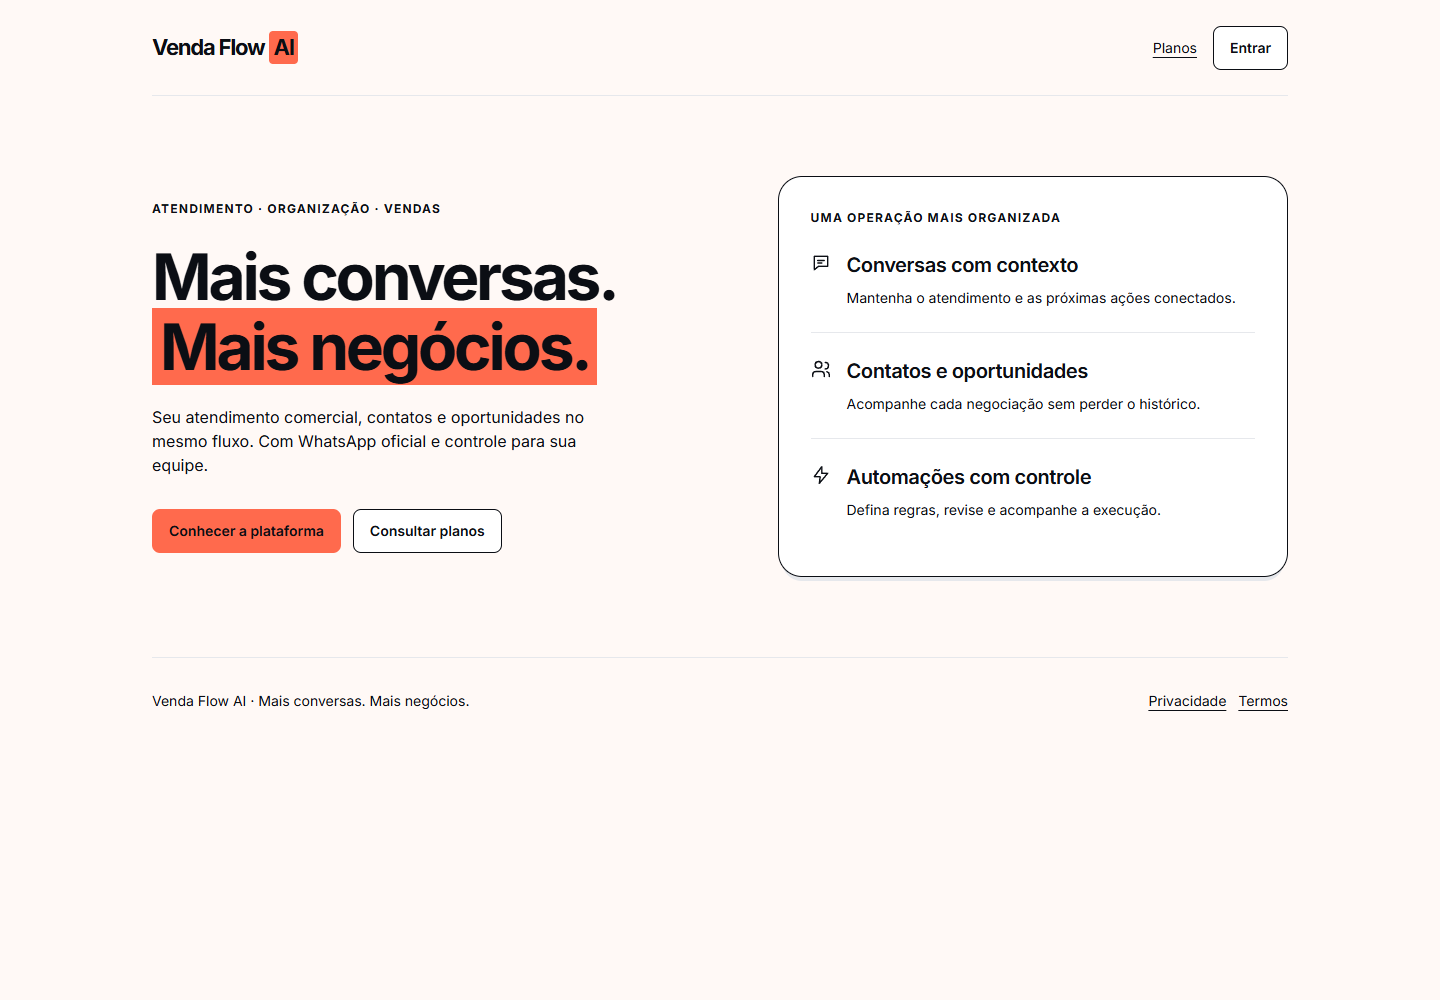 Venda Flow AI
Planos
Entrar
ATENDIMENTO · ORGANIZAÇÃO · VENDAS
Mais conversas.
Mais negócios.
Seu atendimento comercial, contatos e oportunidades no
mesmo fluxo. Com WhatsApp oficial e controle para sua
equipe.
Conhecer a plataforma
Consultar planos
UMA OPERAÇÃO MAIS ORGANIZADA
Conversas com contexto
Mantenha o atendimento e as próximas ações conectados.
Contatos e oportunidades
Acompanhe cada negociação sem perder o histórico.
Automações com controle
Defina regras, revise e acompanhe a execução.
Venda Flow AI · Mais conversas. Mais negócios.
Privacidade
Termos